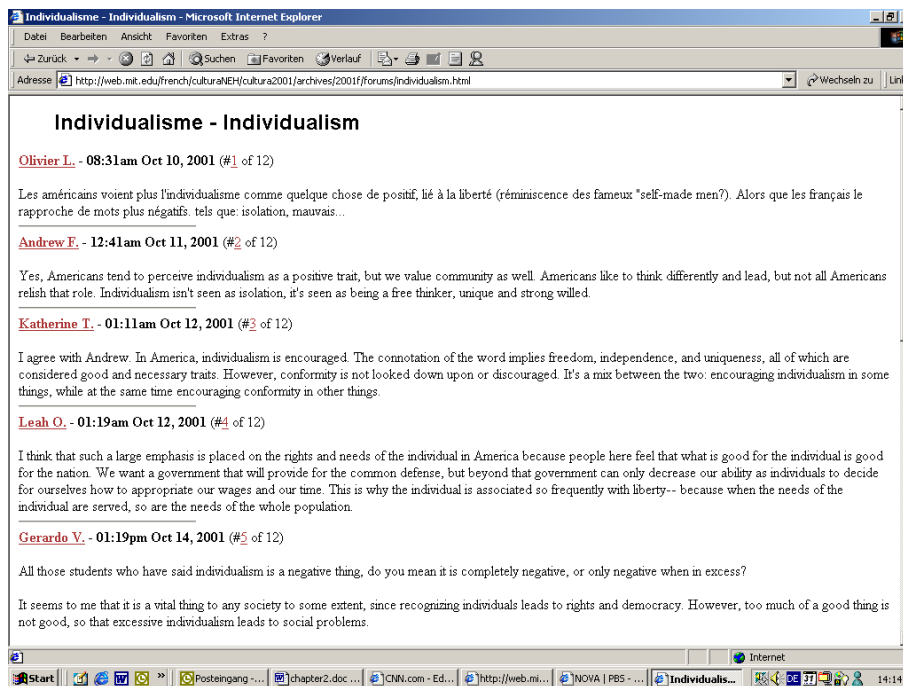 Individualisme - Individualism - Microsoft Internet Explorer
Datei Bearbeiten Ansicht Favoriten Extras ?
Zurück Suchen Favoriten Verlauf
Adresse http://web.mit.edu/french/culturaNEH/cultura2001/archives/2001f/forums/individualism.html Wechseln zu Link
Individualisme - Individualism
Olivier L. - 08:31am Oct 10, 2001 (#1 of 12)
Les américains voient plus l'individualisme comme quelque chose de positif, lié à la liberté (réminiscence des fameux "self-made men?). Alors que les français le
rapproche de mots plus négatifs. tels que: isolation, mauvais...
Andrew F. - 12:41am Oct 11, 2001 (#2 of 12)
Yes, Americans tend to perceive individualism as a positive trait, but we value community as well. Americans like to think differently and lead, but not all Americans
relish that role. Individualism isn't seen as isolation, it's seen as being a free thinker, unique and strong willed.
Katherine T. - 01:11am Oct 12, 2001 (#3 of 12)
I agree with Andrew. In America, individualism is encouraged. The connotation of the word implies freedom, independence, and uniqueness, all of which are
considered good and necessary traits. However, conformity is not looked down upon or discouraged. It's a mix between the two: encouraging individualism in some
things, while at the same time encouraging conformity in other things.
Leah O. - 01:19am Oct 12, 2001 (#4 of 12)
I think that such a large emphasis is placed on the rights and needs of the individual in America because people here feel that what is good for the individual is good
for the nation. We want a government that will provide for the common defense, but beyond that government can only decrease our ability as individuals to decide
for ourselves how to appropriate our wages and our time. This is why the individual is associated so frequently with liberty-- because when the needs of the
individual are served, so are the needs of the whole population.
Gerardo V. - 01:19pm Oct 14, 2001 (#5 of 12)
All those students who have said individualism is a negative thing, do you mean it is completely negative, or only negative when in excess?
It seems to me that it is a vital thing to any society to some extent, since recognizing individuals leads to rights and democracy. However, too much of a good thing is
not good, so that excessive individualism leads to social problems.
Internet
Start » Posteingang -... chapter2.doc ... CNN.com - Ed... http://web.mi... NOVA | PBS - ... Individualis... DE 14:14